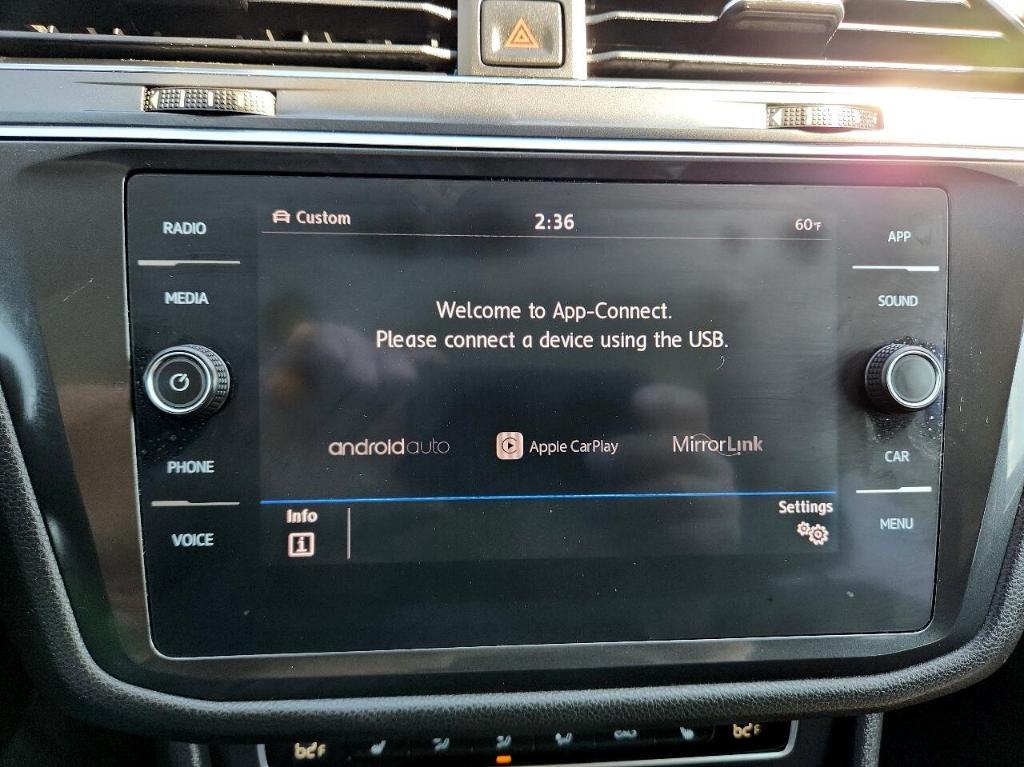 Custom 2:36 60°F
RADIO
APP
MEDIA
SOUND
Welcome to App-Connect.
Please connect a device using the USB.
androidauto Apple CarPlay MirrorLink
PHONE
CAR
Info
Settings
VOICE
MENU